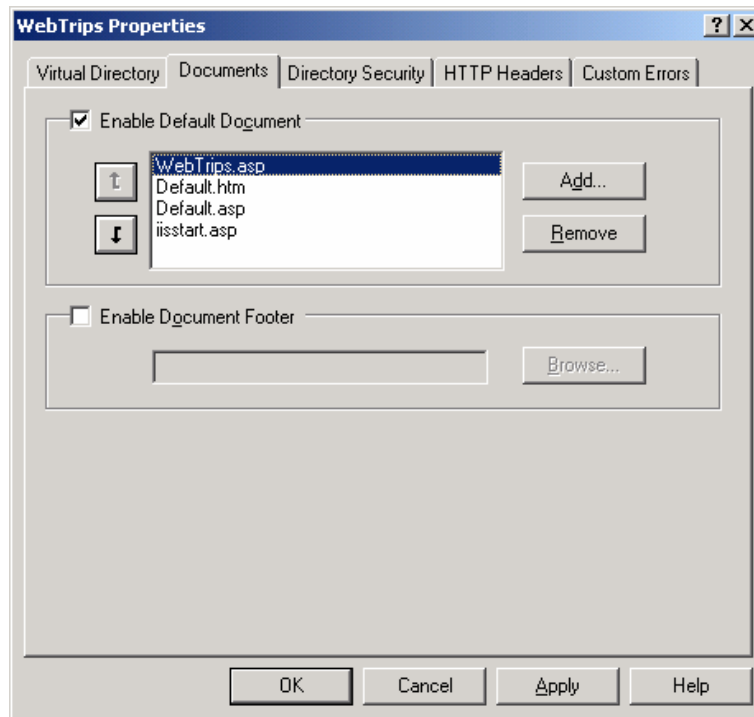 WebTrips Properties
Virtual Directory Documents Directory Security HTTP Headers Custom Errors
Enable Default Document
WebTrips.asp
Default.htm
Default.asp
iisstart.asp
Add...
Remove
Enable Document Footer
Browse...
OK Cancel Apply Help